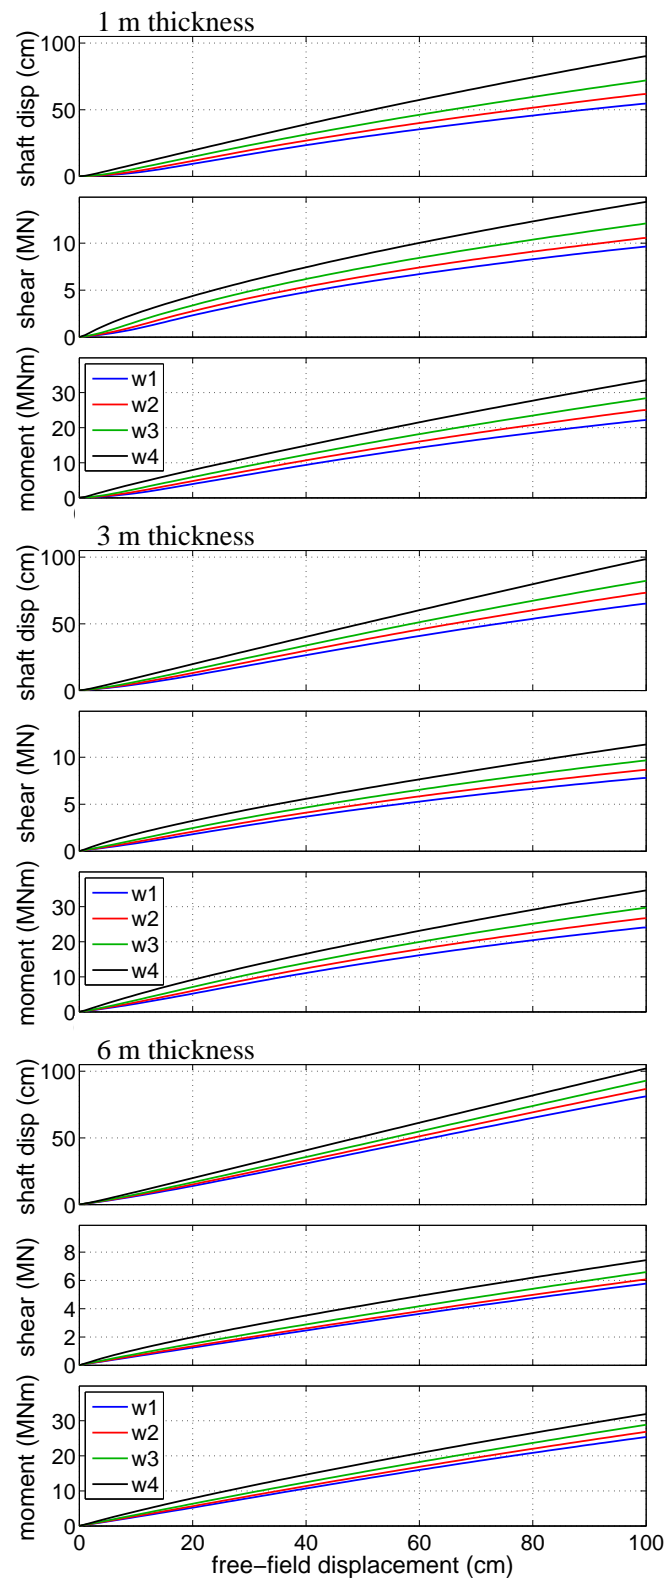 1 m thickness
shaft disp (cm)
100
50
0
shear (MN)
10
5
0
moment (MNm)
30
20
10
0
w1
w2
w3
w4
3 m thickness
shaft disp (cm)
100
50
0
shear (MN)
10
5
0
moment (MNm)
30
20
10
0
w1
w2
w3
w4
6 m thickness
shaft disp (cm)
100
50
0
shear (MN)
8
6
4
2
0
moment (MNm)
30
20
10
0
w1
w2
w3
w4
0 20 40 60 80 100
free−field displacement (cm)